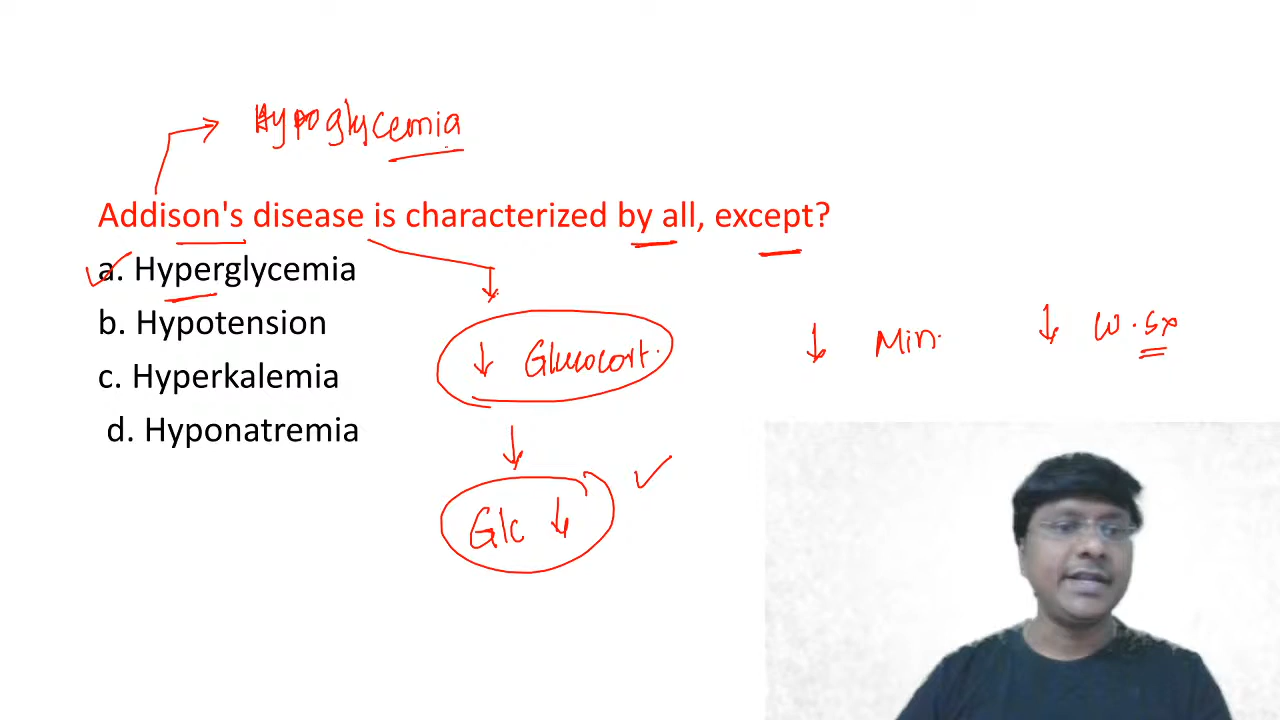 Hypoglycemia
Addison's disease is characterized by all, except?
a. Hyperglycemia
b. Hypotension
c. Hyperkalemia
d. Hyponatremia
↓ Glucocort.
↓ Min.
↓ W. Sx
↓
Glc ↓ ✓